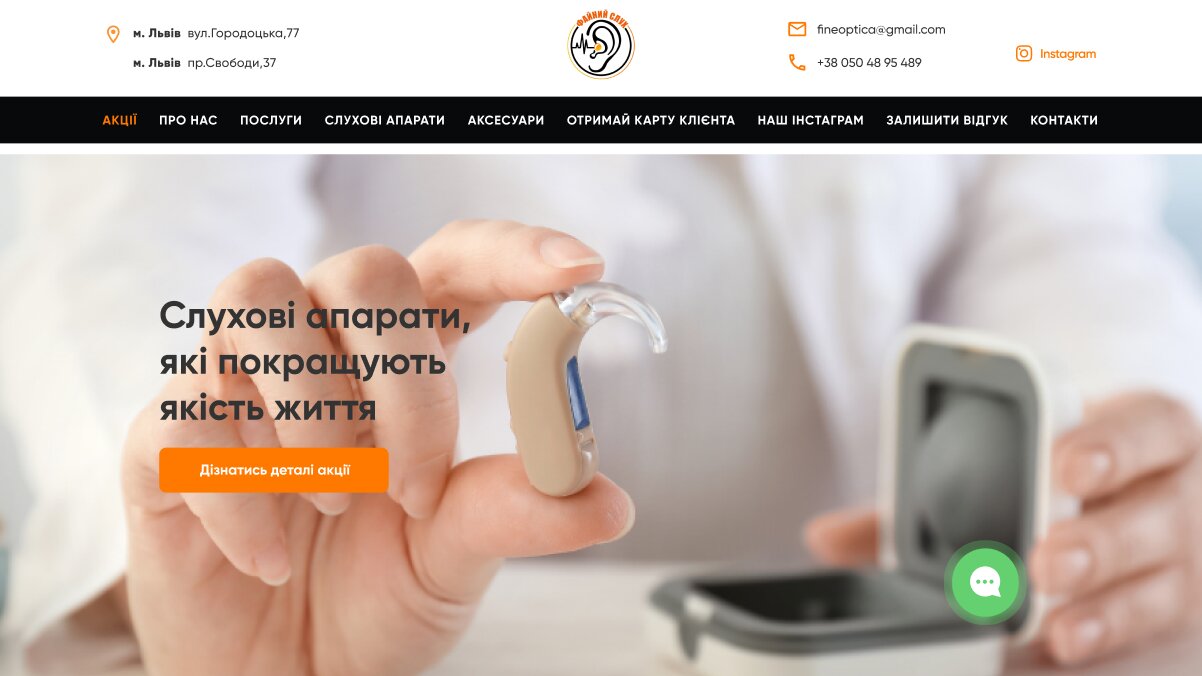 м. Львів вул.Городоцька,77
м. Львів пр.Свободи,37
ФАЙНИЙ СЛУХ
fineoptica@gmail.com
+38 050 48 95 489
Instagram
АКЦІЇ ПРО НАС ПОСЛУГИ СЛУХОВІ АПАРАТИ АКСЕСУАРИ ОТРИМАЙ КАРТУ КЛІЄНТА НАШ ІНСТАГРАМ ЗАЛИШИТИ ВІДГУК КОНТАКТИ
Слухові апарати,
які покращують
якість життя
Дізнатись деталі акції